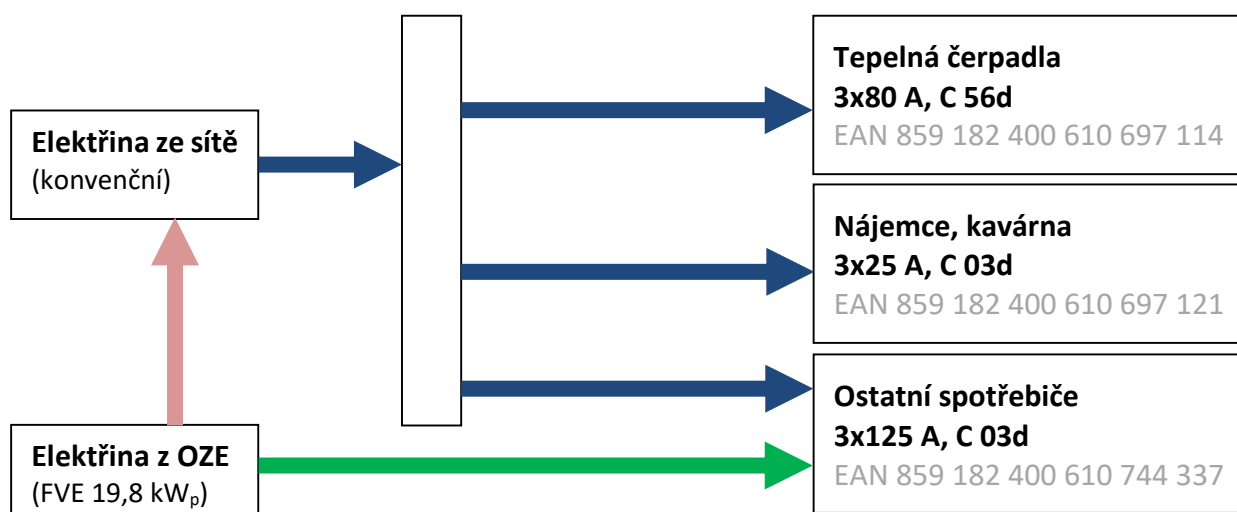 Elektřina ze sítě
(konvenční)
Elektřina z OZE
(FVE 19,8 kWp)
Tepelná čerpadla
3x80 A, C 56d
EAN 859 182 400 610 697 114
Nájemce, kavárna
3x25 A, C 03d
EAN 859 182 400 610 697 121
Ostatní spotřebiče
3x125 A, C 03d
EAN 859 182 400 610 744 337